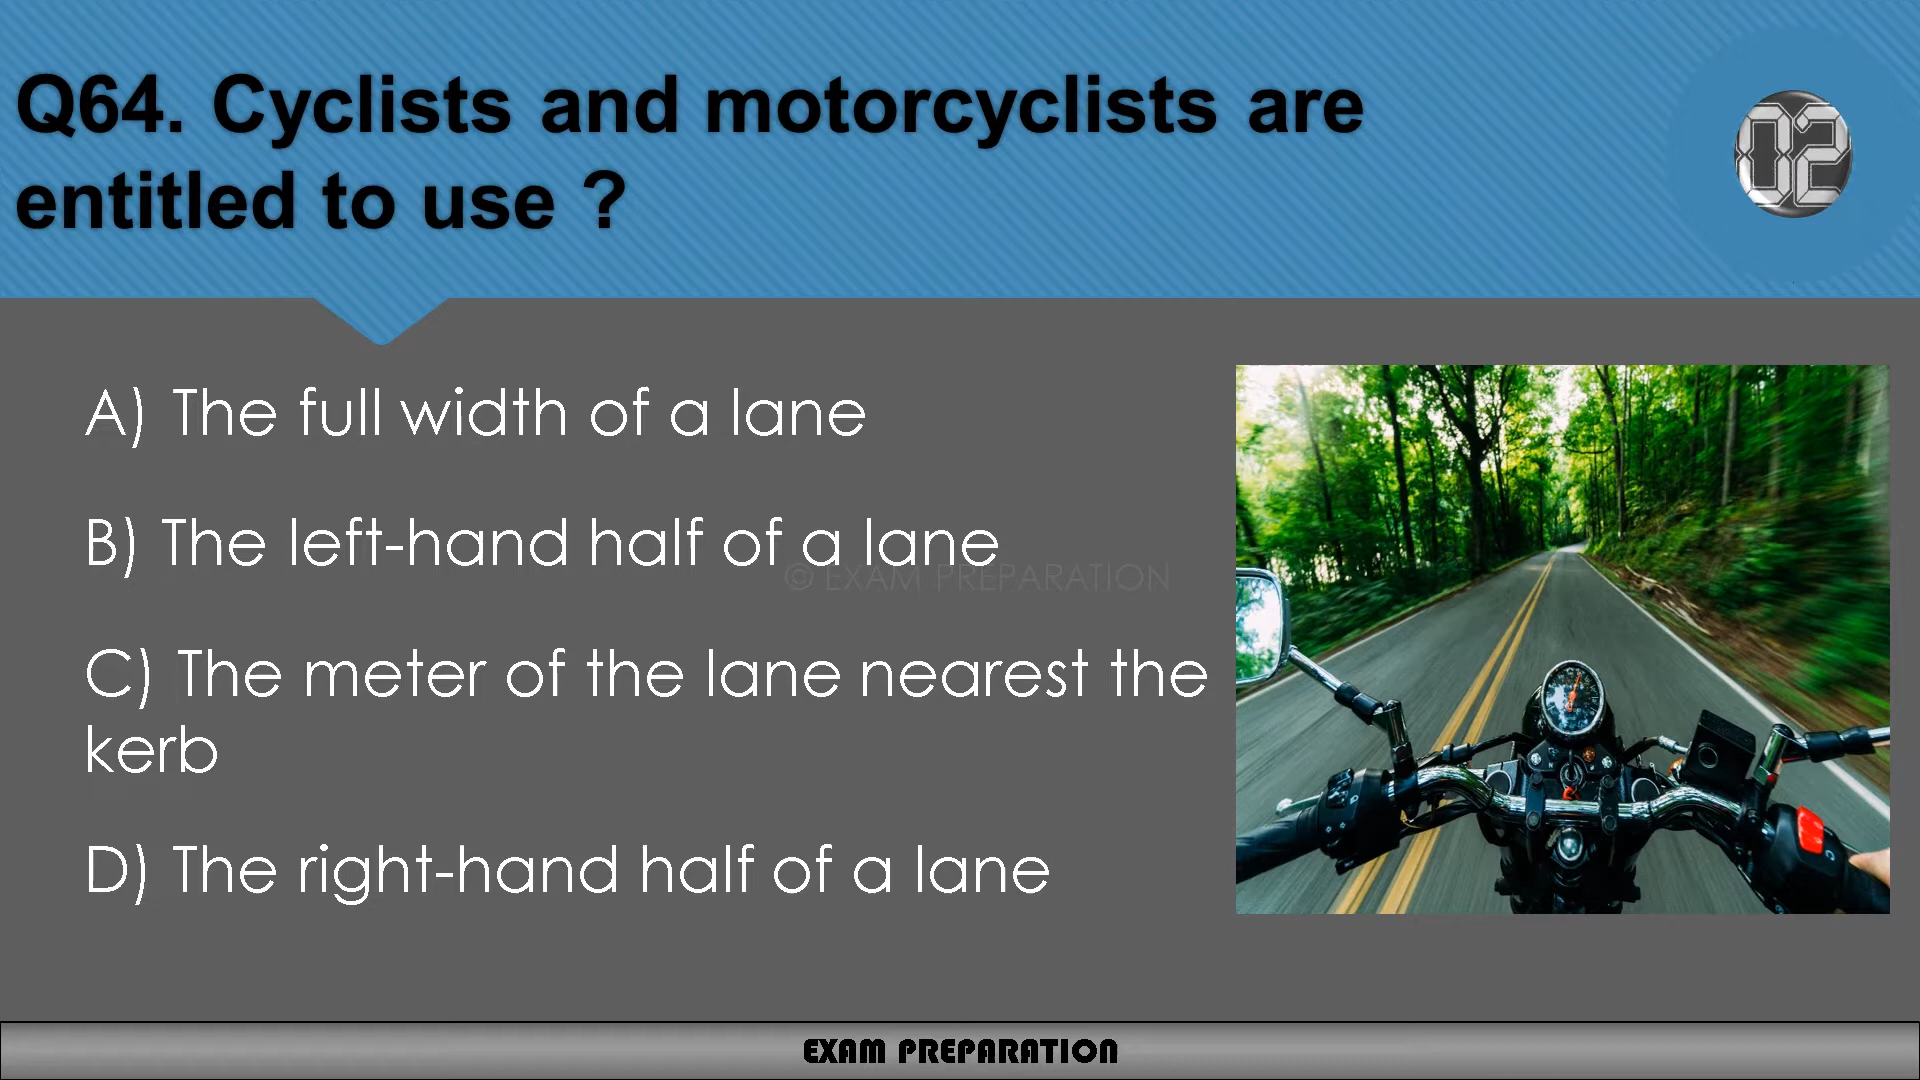 Q64. Cyclists and motorcyclists are
entitled to use ?
02
A) The full width of a lane
B) The left-hand half of a lane
© EXAM PREPARATION
C) The meter of the lane nearest the
kerb
D) The right-hand half of a lane
EXAM PREPARATION